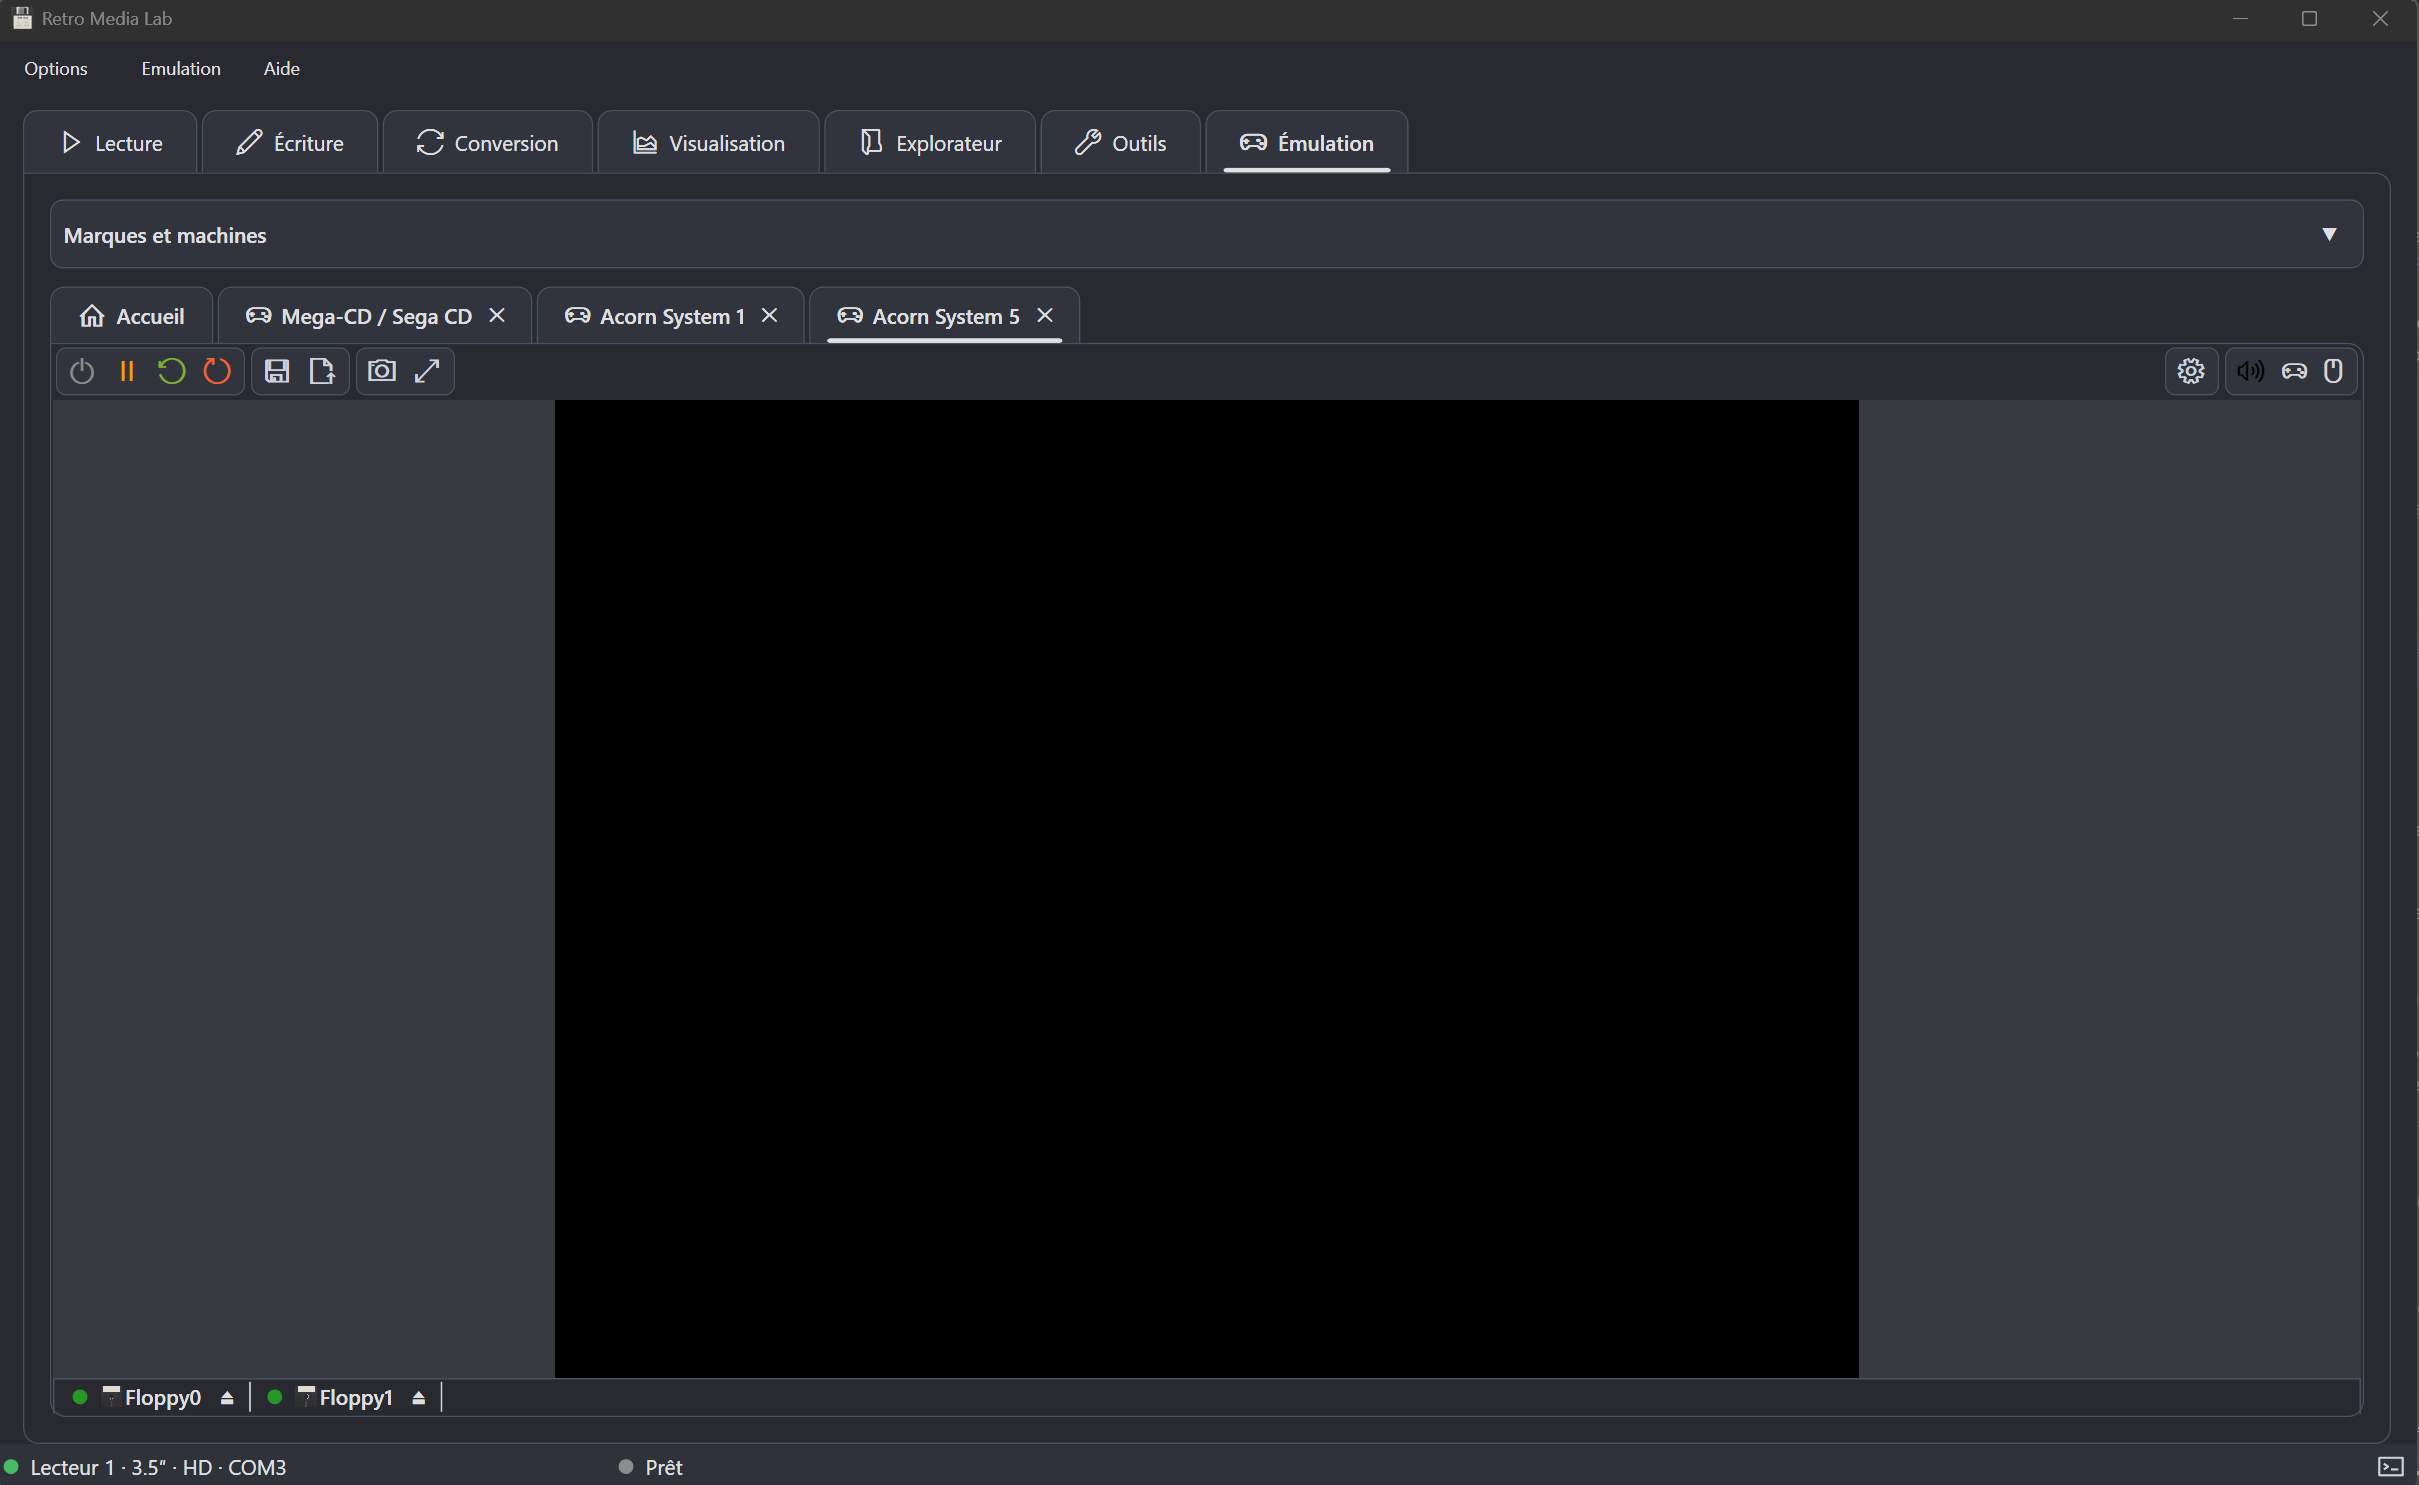 Retro Media Lab
Options Emulation Aide
Lecture Écriture Conversion Visualisation Explorateur Outils Émulation
Marques et machines
Accueil Mega-CD / Sega CD Acorn System 1 Acorn System 5
Floppy0 Floppy1
Lecteur 1 · 3.5″ · HD · COM3 Prêt